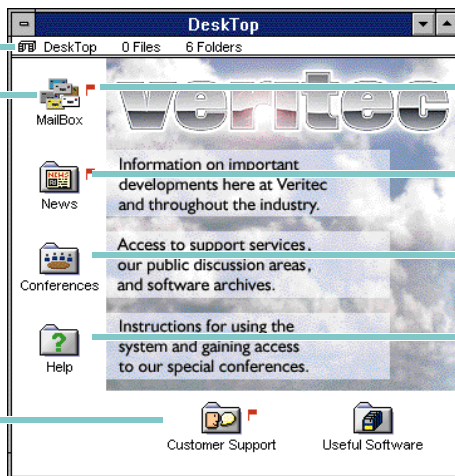 DeskTop
DeskTop 0 Files 6 Folders
veritec
MailBox
Information on important
developments here at Veritec
and throughout the industry.
News
Access to support services,
our public discussion areas,
and software archives.
Conferences
Instructions for using the
system and gaining access
to our special conferences.
Help
Customer Support Useful Software